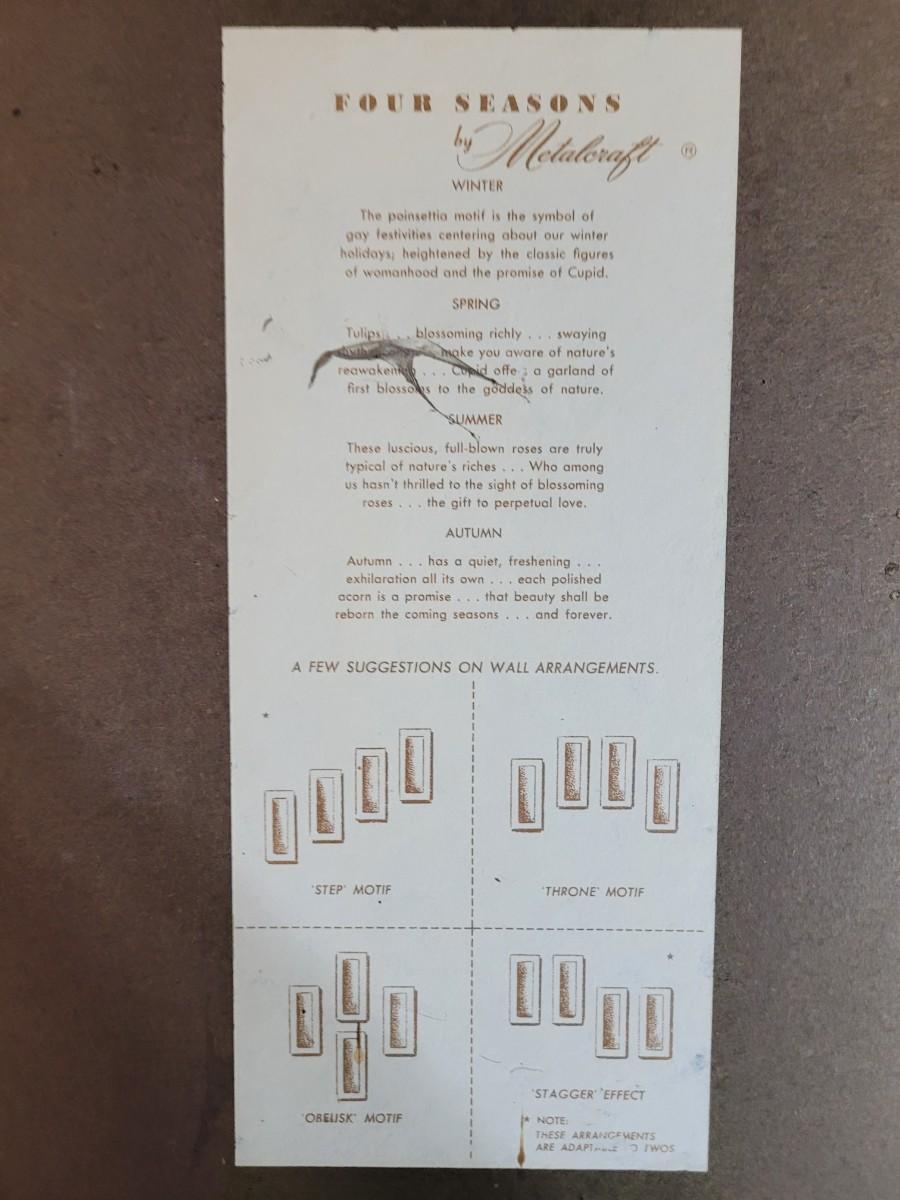 FOUR SEASONS
by Metalcraft ®
WINTER
The poinsettia motif is the symbol of
gay festivities centering about our winter
holidays; heightened by the classic figures
of womanhood and the promise of Cupid.
SPRING
Tulips . . . blossoming richly . . . swaying
make you aware of nature's
reawakening . . . Cupid offe : a garland of
first blossoms to the goddess of nature.
SUMMER
These luscious, full-blown roses are truly
typical of nature's riches . . . Who among
us hasn't thrilled to the sight of blossoming
roses . . . the gift to perpetual love.
AUTUMN
Autumn . . . has a quiet, freshening . . .
exhilaration all its own . . . each polished
acorn is a promise . . . that beauty shall be
reborn the coming seasons . . . and forever.
A FEW SUGGESTIONS ON WALL ARRANGEMENTS.
*
'STEP' MOTIF
'THRONE' MOTIF
'OBELISK' MOTIF
*
'STAGGER' EFFECT
* NOTE:
THESE ARRANGEMENTS
ARE TWOS